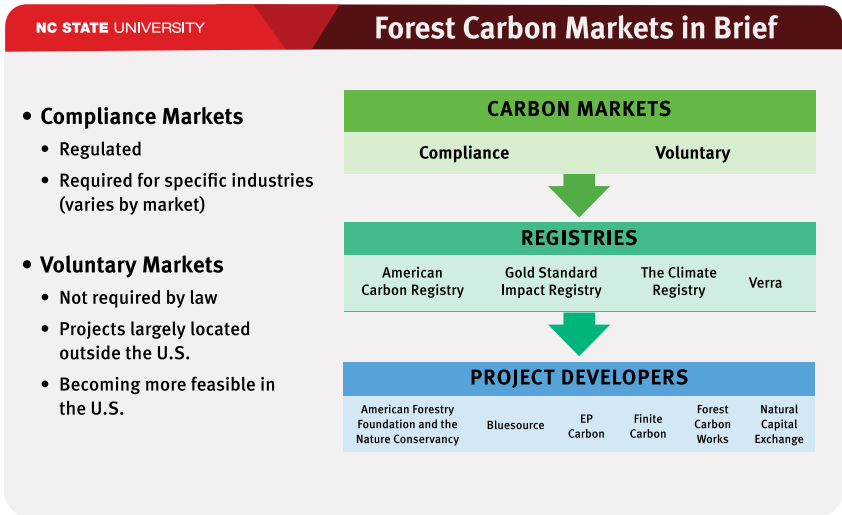 NC STATE UNIVERSITY
Forest Carbon Markets in Brief
• Compliance Markets
• Regulated
• Required for specific industries
(varies by market)
• Voluntary Markets
• Not required by law
• Projects largely located
outside the U.S.
• Becoming more feasible in
the U.S.
CARBON MARKETS
Compliance
Voluntary
REGISTRIES
American
Carbon Registry
Gold Standard
Impact Registry
The Climate
Registry
Verra
PROJECT DEVELOPERS
American Forestry
Foundation and the
Nature Conservancy
Bluesource
EP
Carbon
Finite
Carbon
Forest
Carbon
Works
Natural
Capital
Exchange